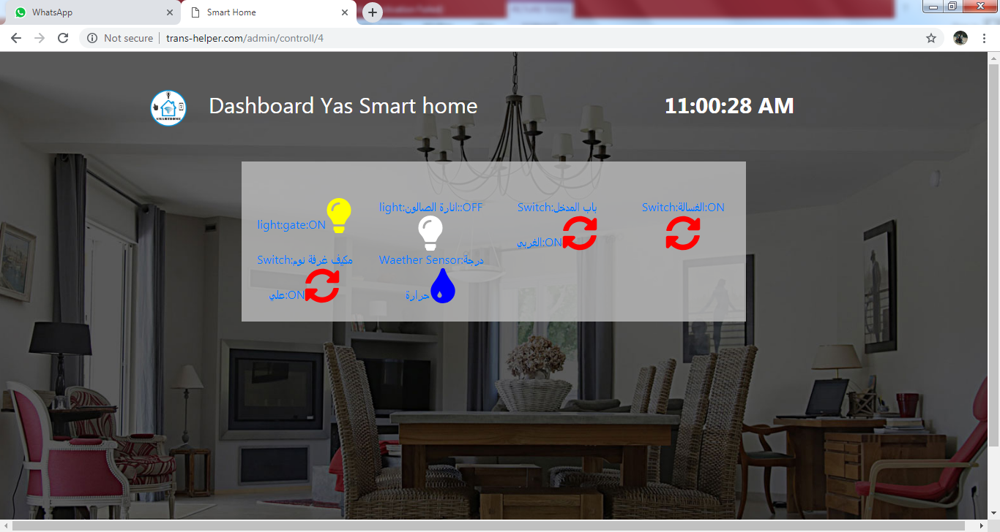 WhatsApp
Smart Home
Not secure
trans-helper.com/admin/controll/4
Dashboard Yas Smart home
11:00:28 AM
SMARTHOME
light:gate:ON
light:انارة الصالون::OFF
Switch:باب المدخل
الغربي:ON
Switch:الغسالة:ON
Switch:مكيف غرفة نوم
علي:ON
Waether Sensor:درجة
حرارة